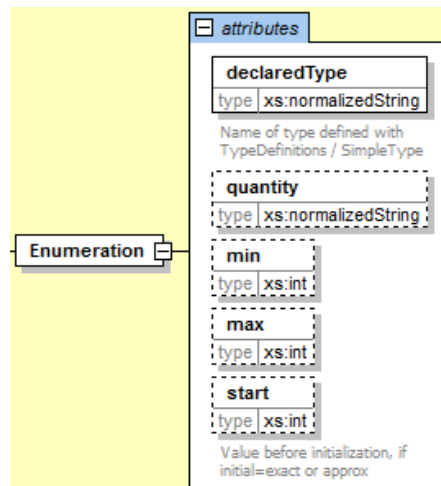 attributes
declaredType
type xs:normalizedString
Name of type defined with
TypeDefinitions / SimpleType
quantity
type xs:normalizedString
Enumeration
min
type xs:int
max
type xs:int
start
type xs:int
Value before initialization, if
initial=exact or approx